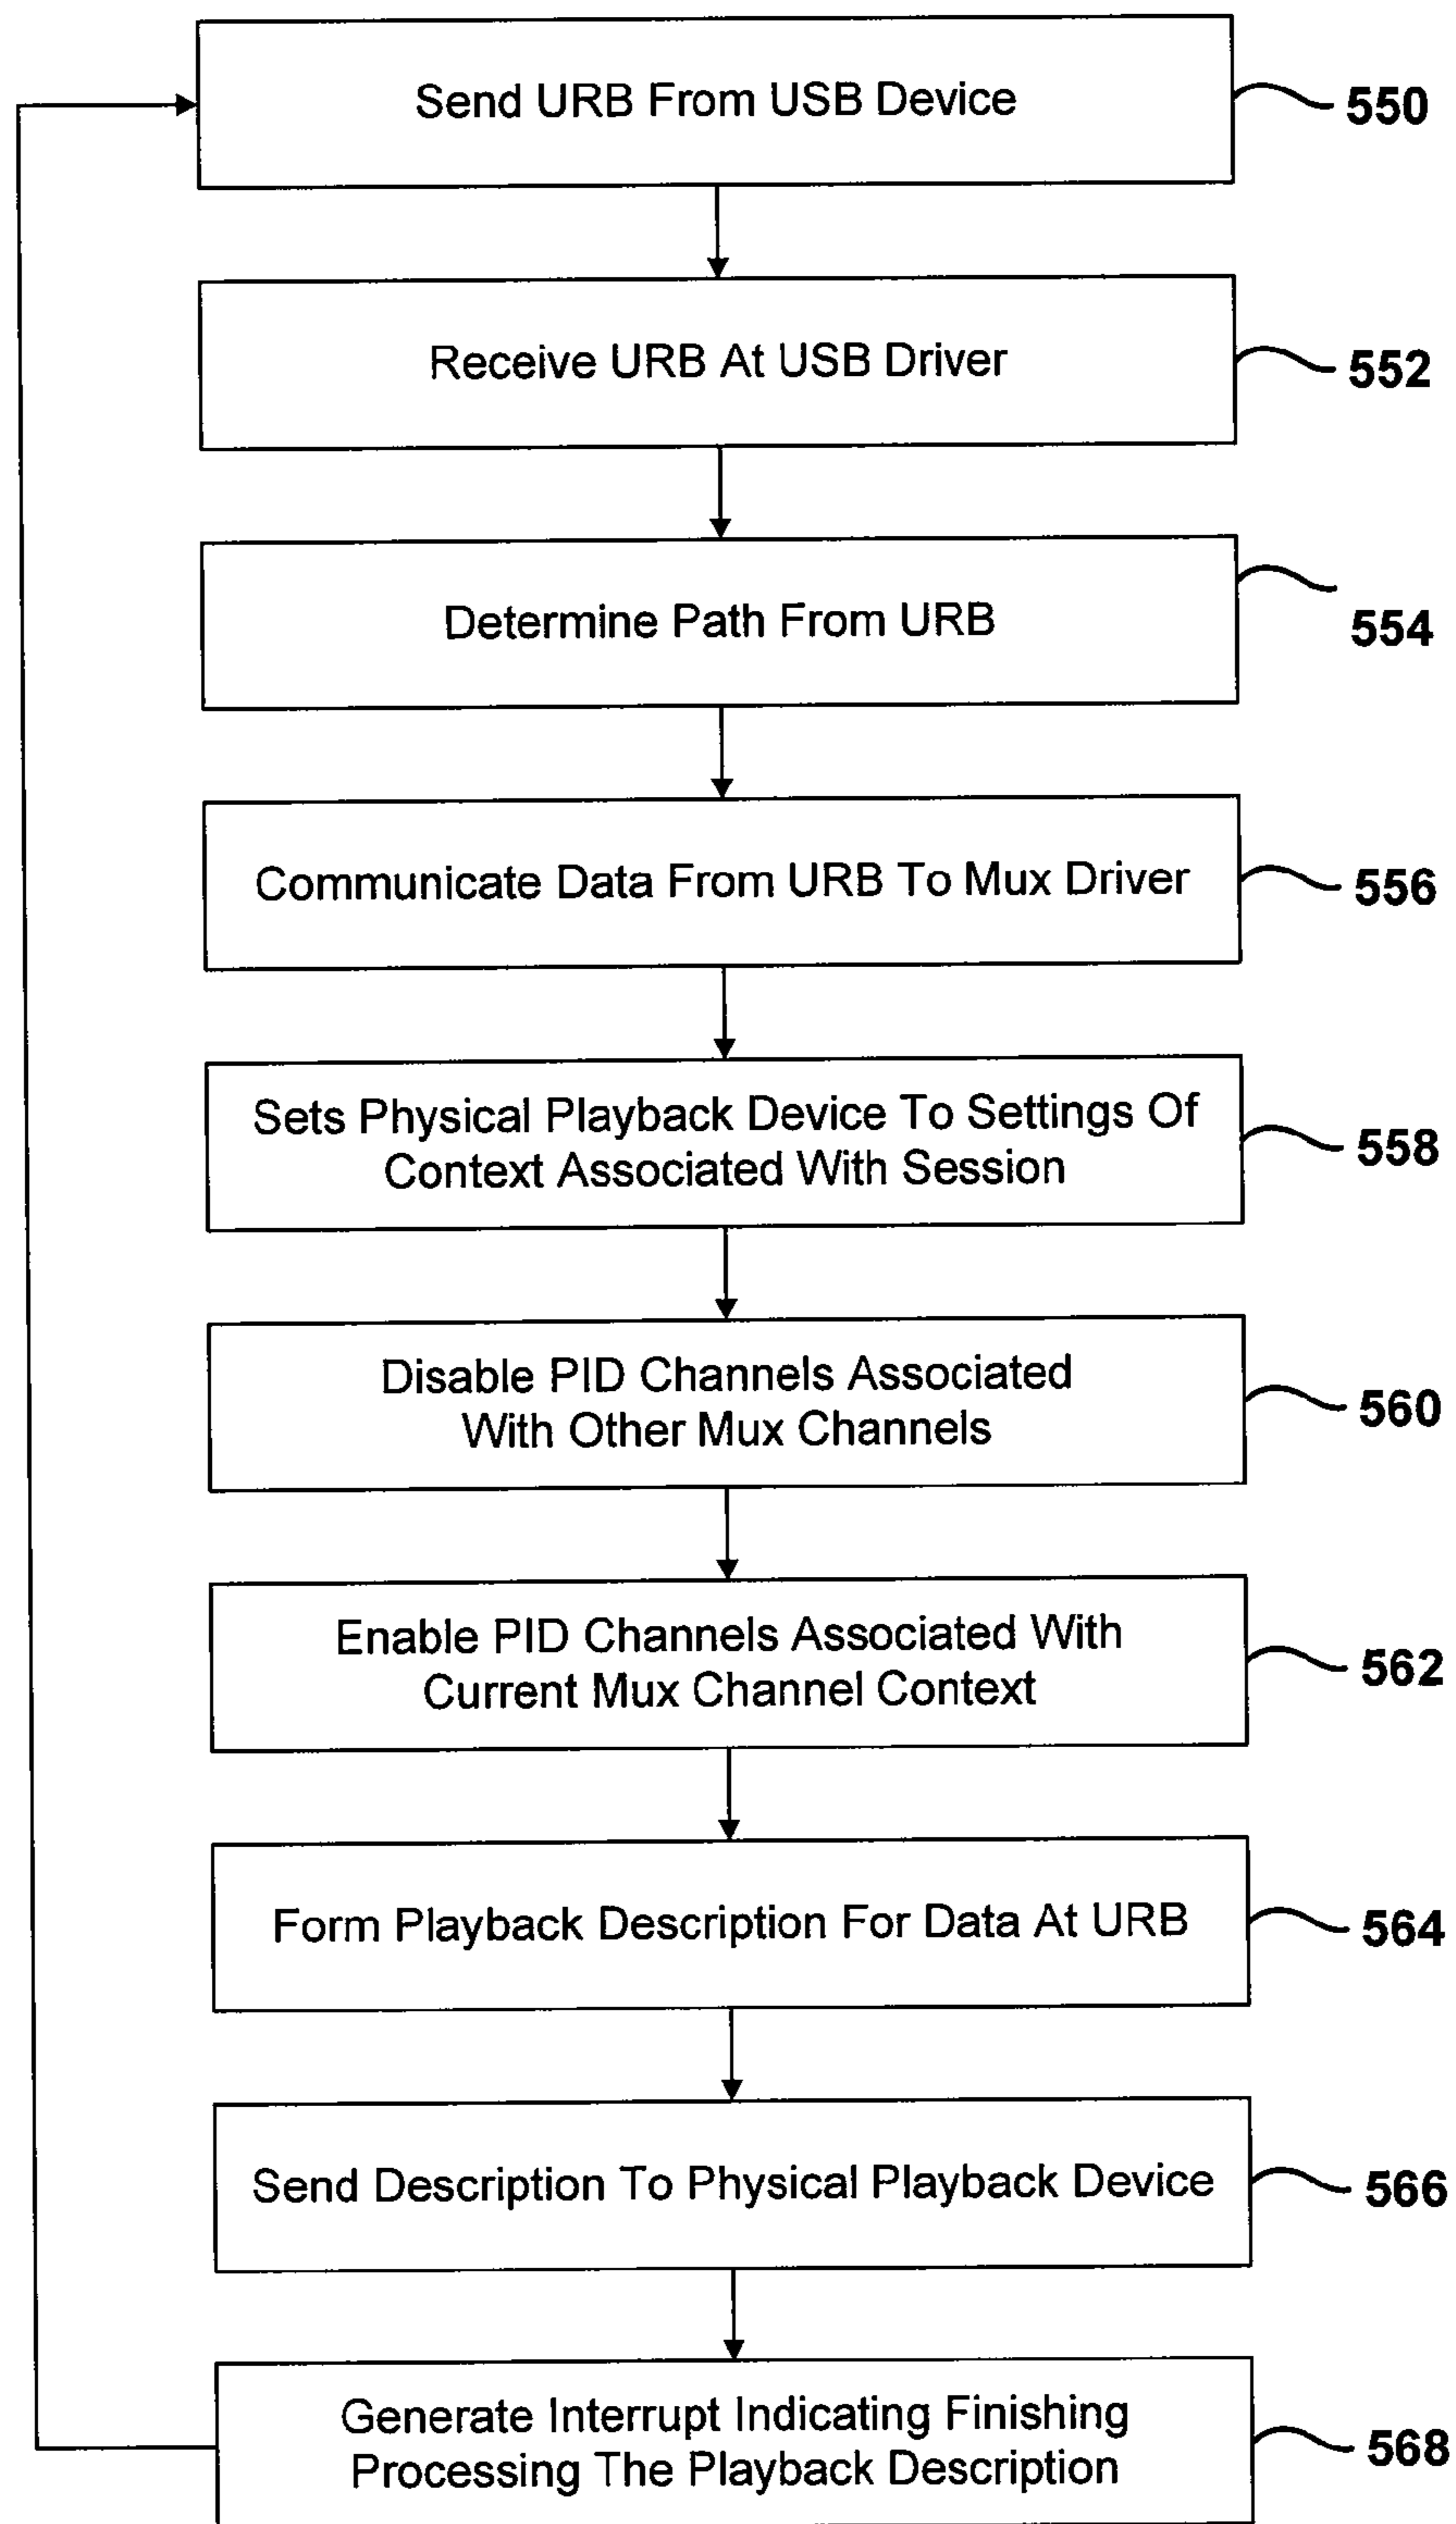 Send URB From USB Device
550
Receive URB At USB Driver
552
Determine Path From URB
554
Communicate Data From URB To Mux Driver
556
Sets Physical Playback Device To Settings Of
Context Associated With Session
558
Disable PID Channels Associated
With Other Mux Channels
560
Enable PID Channels Associated With
Current Mux Channel Context
562
Form Playback Description For Data At URB
564
Send Description To Physical Playback Device
566
Generate Interrupt Indicating Finishing
Processing The Playback Description
568